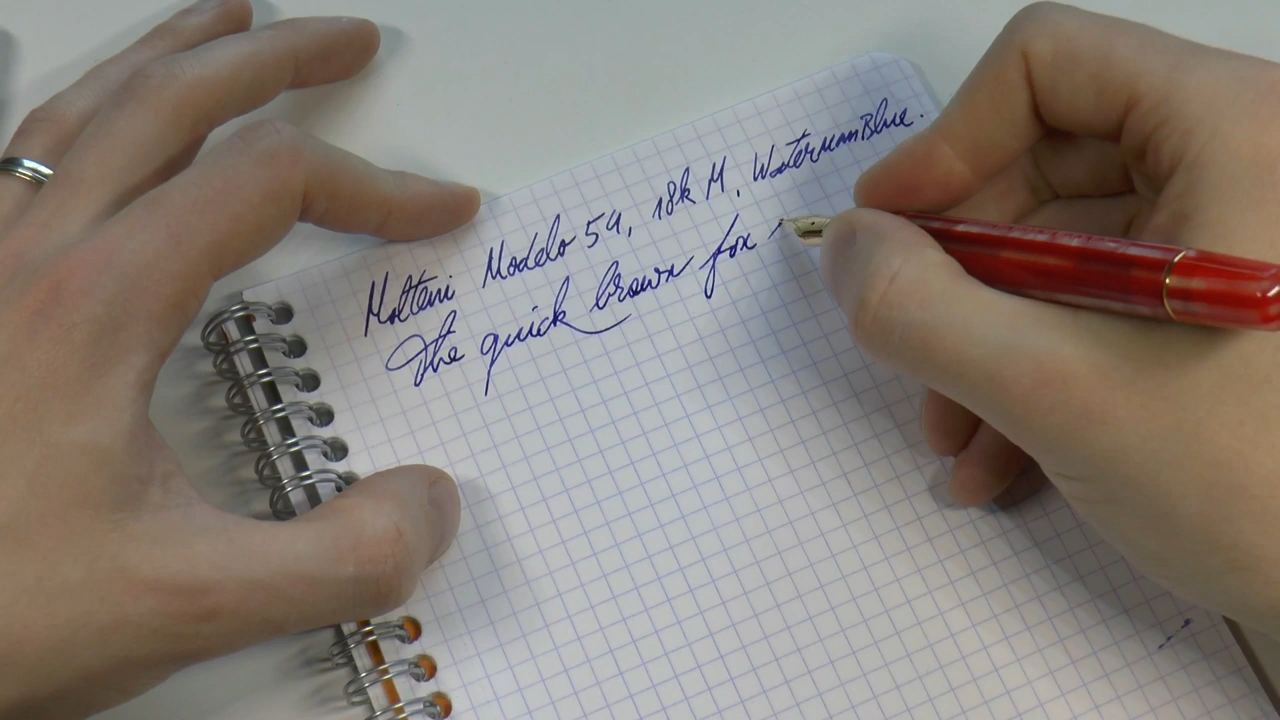 Molteni Modelo 54, 18k M, Waterman Blue.
The quick brown fox